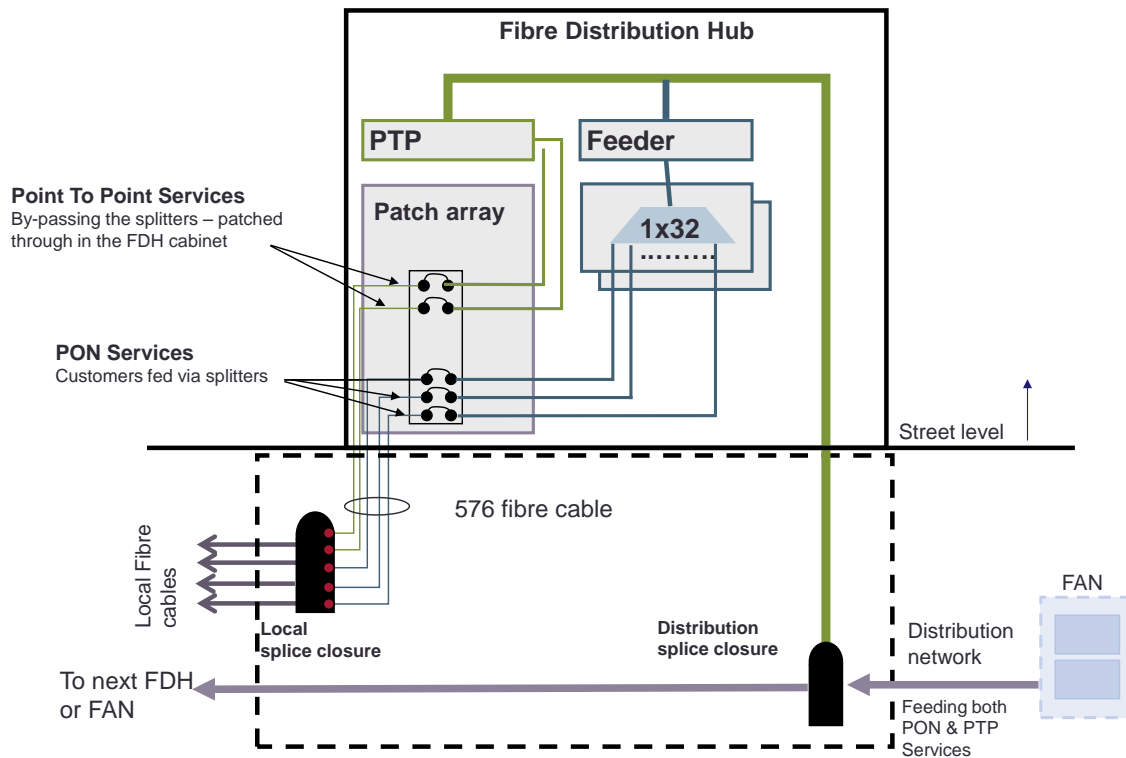 Fibre Distribution Hub
PTP
Feeder
Point To Point Services
By-passing the splitters – patched
through in the FDH cabinet
Patch array
1x32
PON Services
Customers fed via splitters
Street level
576 fibre cable
Local Fibre
cables
Local
splice closure
Distribution
splice closure
FAN
Distribution
network
To next FDH
or FAN
Feeding both
PON & PTP
Services